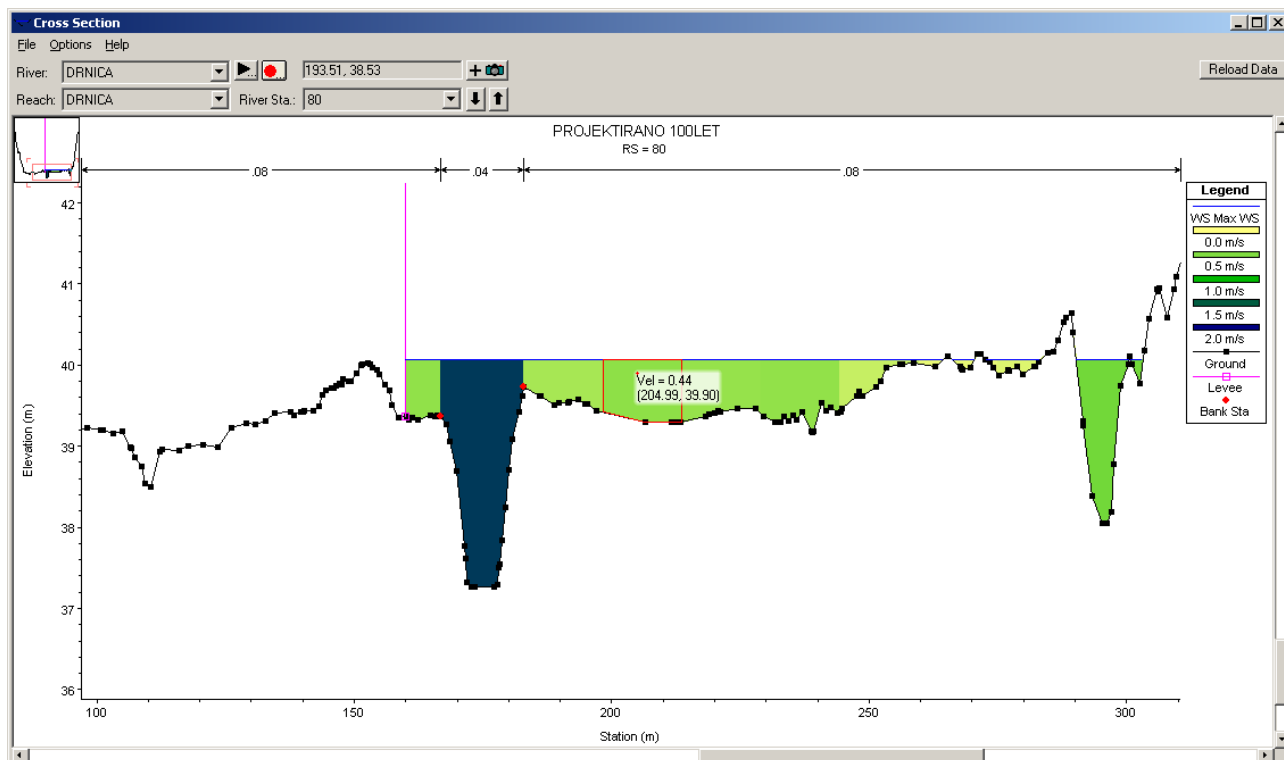 Cross Section
File Options Help
River: DRNICA 193.51, 38.53 Reload Data
Reach: DRNICA River Sta.: 80
PROJEKTIRANO 100LET
RS = 80
.08 .04 .08
Legend
WS Max WS
0.0 m/s
0.5 m/s
1.0 m/s
1.5 m/s
2.0 m/s
Ground
Levee
Bank Sta
Vel = 0.44
(204.99, 39.90)
42
41
40
39
38
37
36
Elevation (m)
100 150 200 250 300
Station (m)